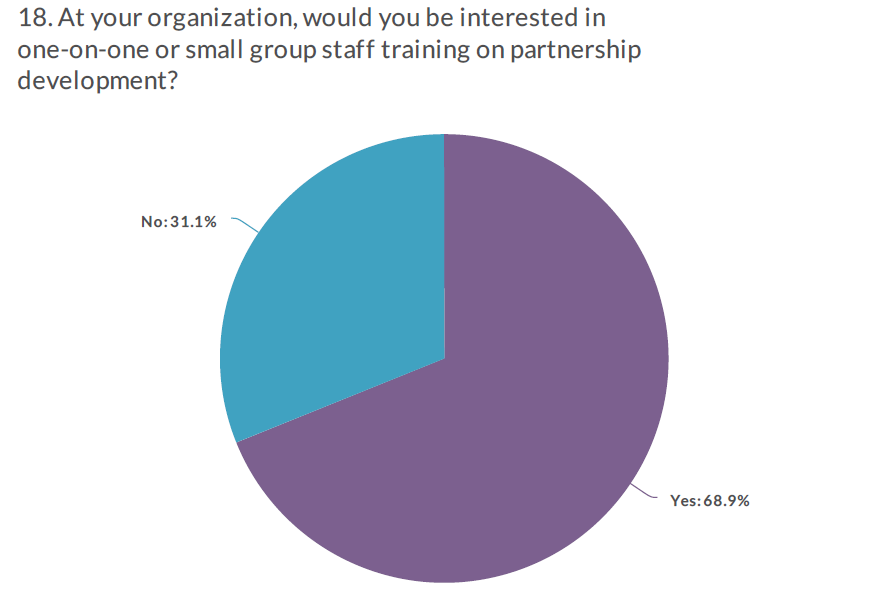 18. At your organization, would you be interested in
one-on-one or small group staff training on partnership
development?
No: 31.1%
Yes: 68.9%